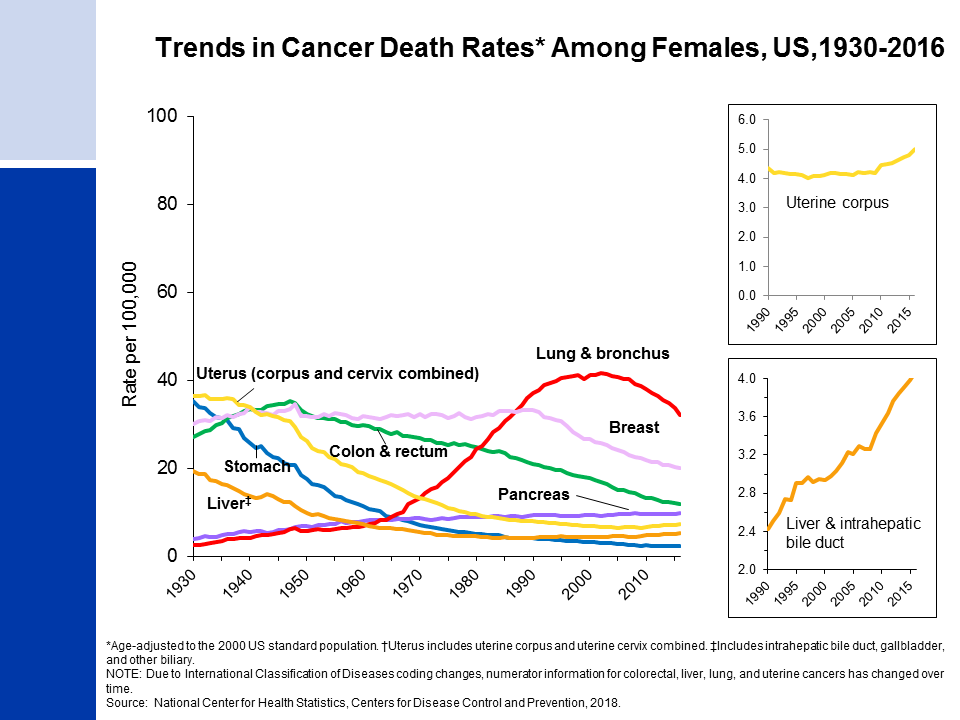 Trends in Cancer Death Rates* Among Females, US,1930-2016
100
80
60
40
20
0
Rate per 100,000
1930
1940
1950
1960
1970
1980
1990
2000
2010
Uterus (corpus and cervix combined)
Lung & bronchus
Breast
Colon & rectum
Stomach
Pancreas
Liver‡
6.0
5.0
4.0
3.0
2.0
1.0
0.0
Uterine corpus
1990
1995
2000
2005
2010
2015
4.0
3.6
3.2
2.8
2.4
2.0
Liver & intrahepatic
bile duct
1990
1995
2000
2005
2010
2015
*Age-adjusted to the 2000 US standard population. †Uterus includes uterine corpus and uterine cervix combined. ‡Includes intrahepatic bile duct, gallbladder,
and other biliary.
NOTE: Due to International Classification of Diseases coding changes, numerator information for colorectal, liver, lung, and uterine cancers has changed over
time.
Source: National Center for Health Statistics, Centers for Disease Control and Prevention, 2018.